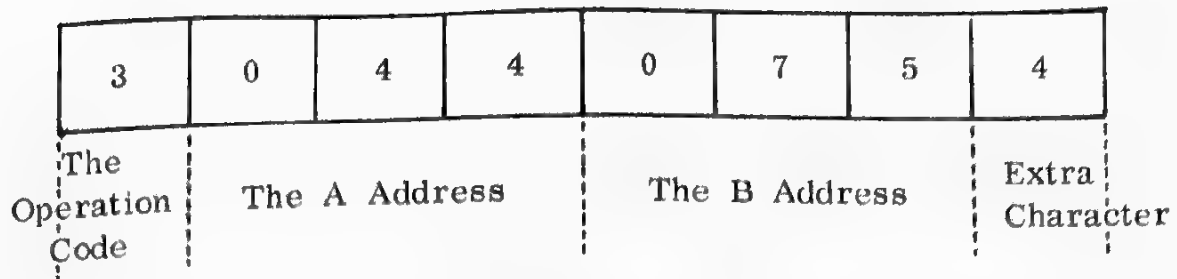 3 0 4 4 0 7 5 4
The Operation Code
The A Address
The B Address
Extra Character